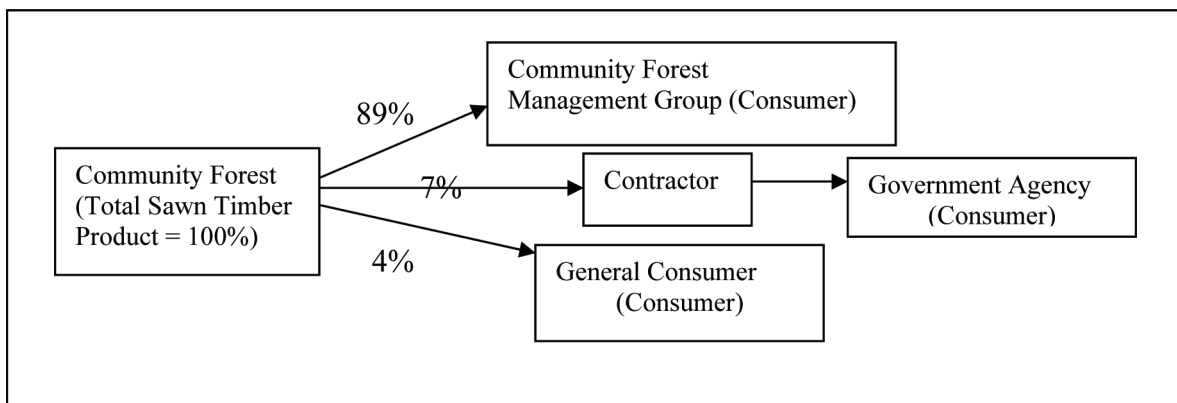 Community Forest
Management Group (Consumer)
89%
Community Forest
(Total Sawn Timber
Product = 100%)
7%
Contractor
Government Agency
(Consumer)
4%
General Consumer
(Consumer)